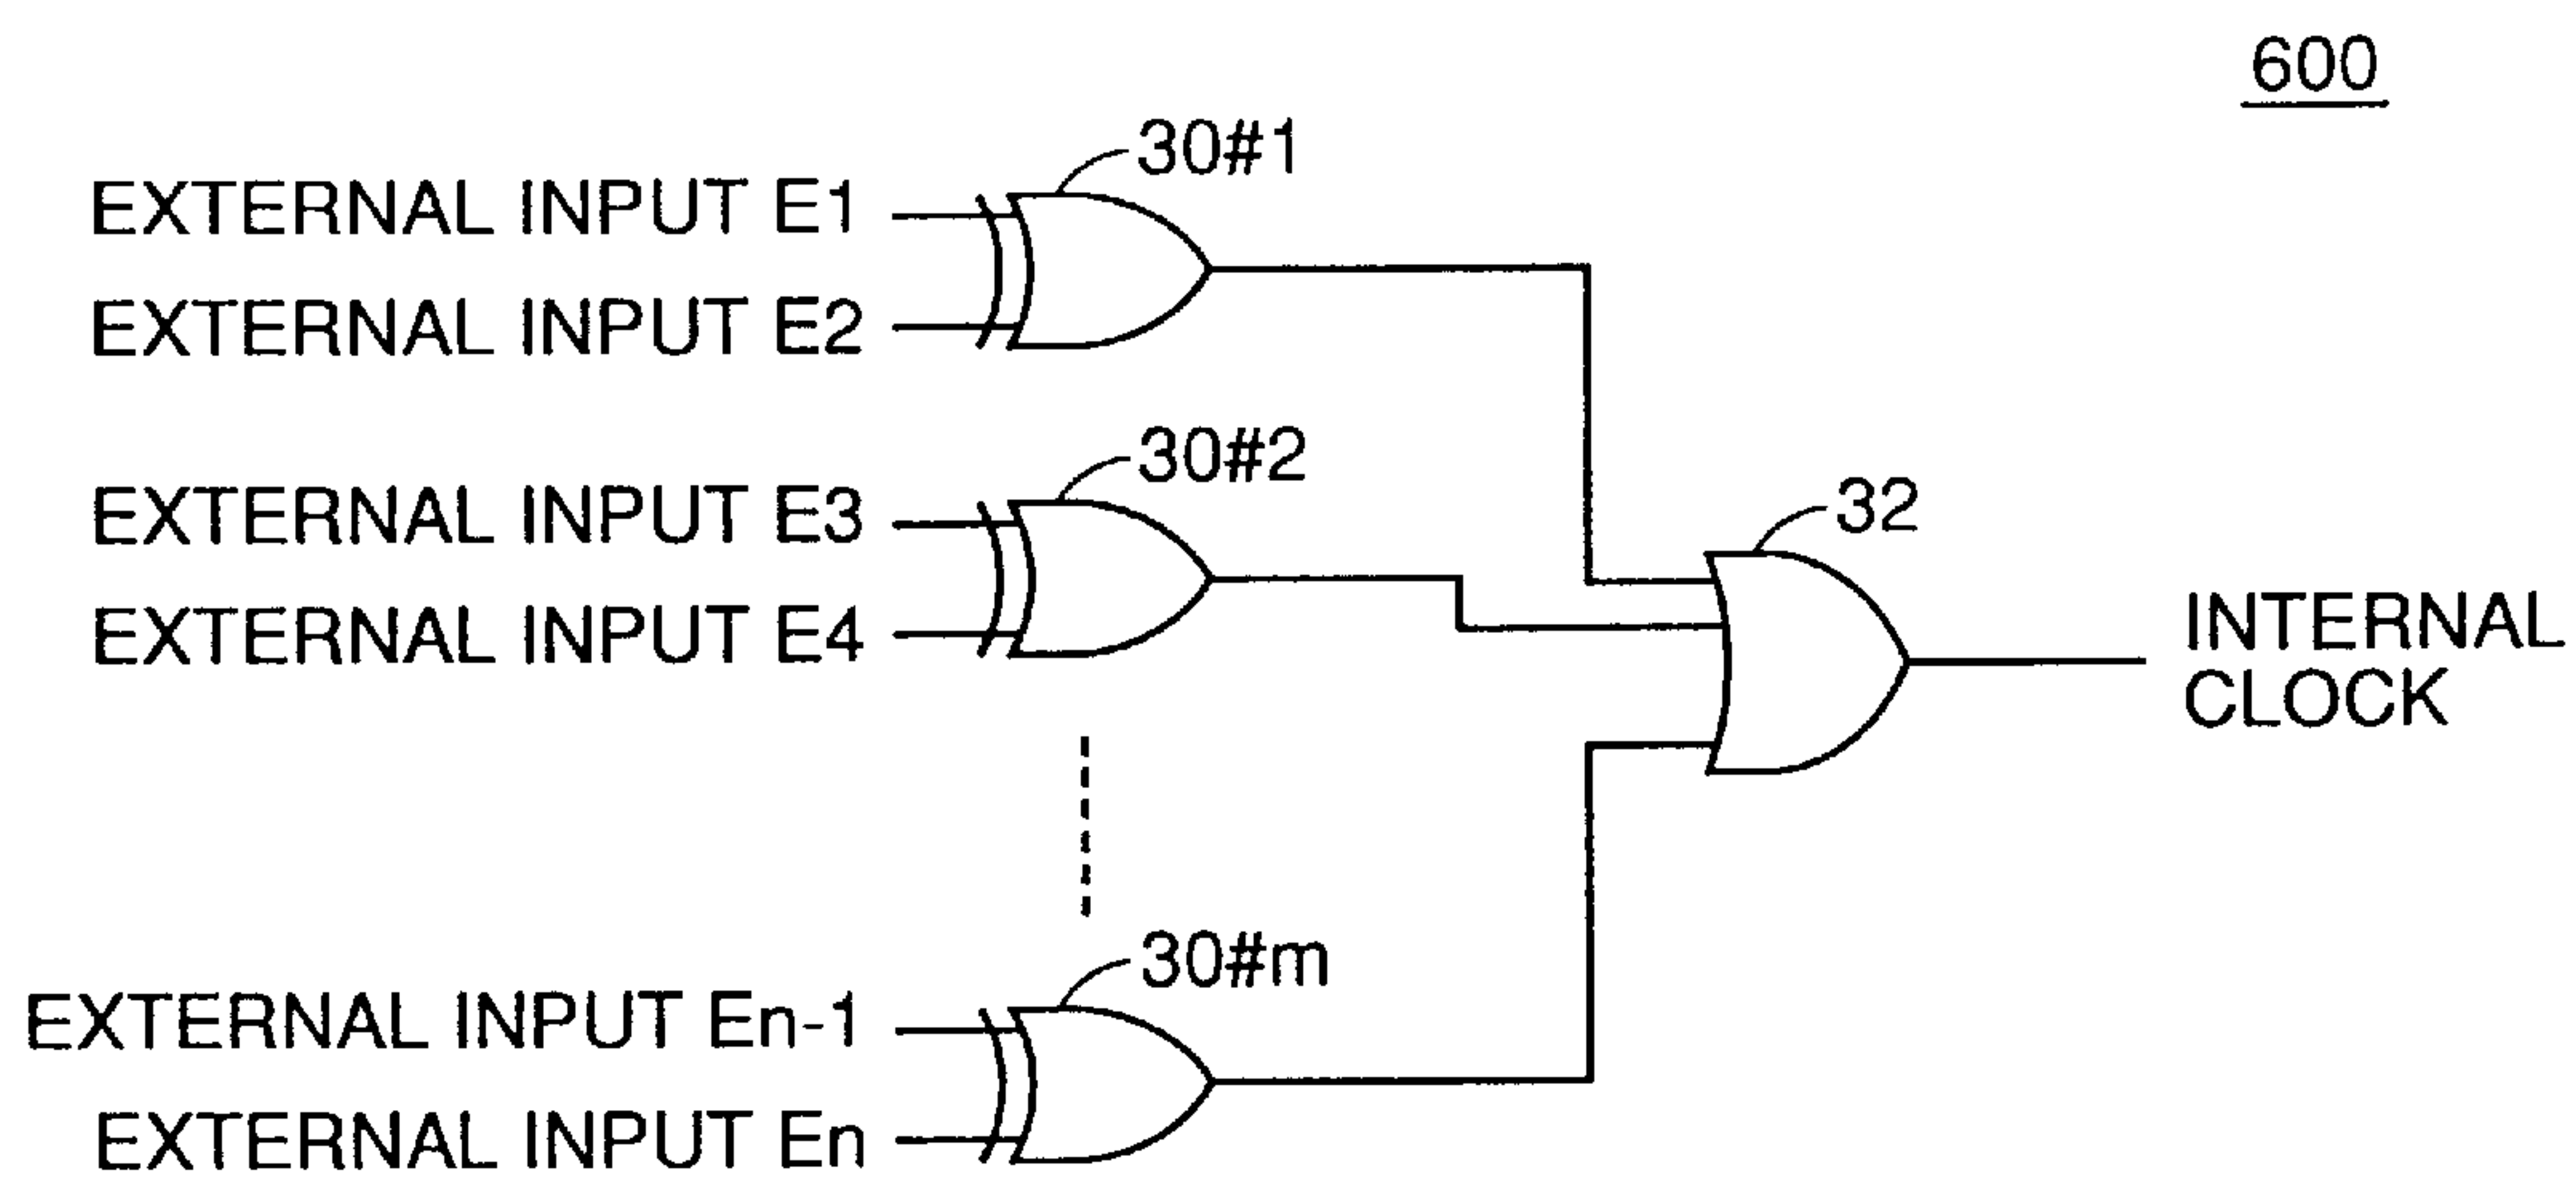 600
30#1
EXTERNAL INPUT E1
EXTERNAL INPUT E2
30#2
EXTERNAL INPUT E3
EXTERNAL INPUT E4
32
INTERNAL
CLOCK
30#m
EXTERNAL INPUT En-1
EXTERNAL INPUT En